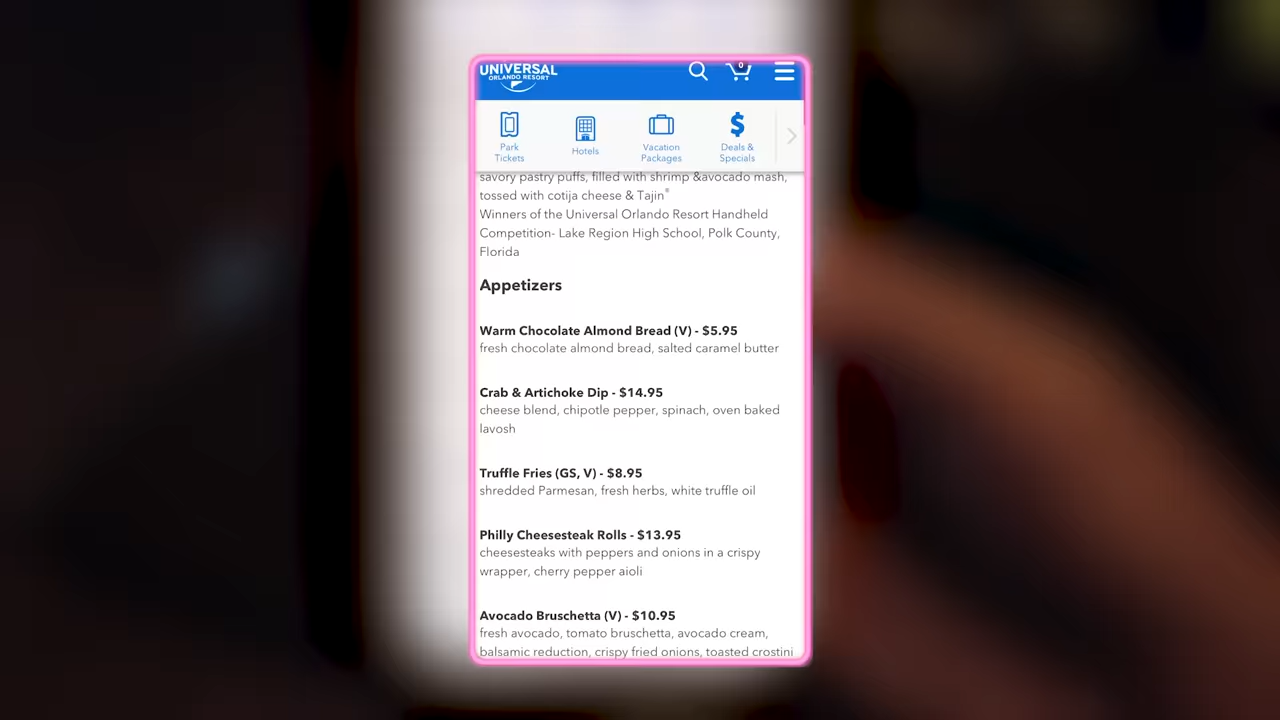 UNIVERSAL
ORLANDO RESORT
0
Park
Tickets
Hotels
Vacation
Packages
$
Deals &
Specials
savory pastry puffs, filled with shrimp &avocado mash,
tossed with cotija cheese & Tajin®
Winners of the Universal Orlando Resort Handheld
Competition- Lake Region High School, Polk County,
Florida
Appetizers
Warm Chocolate Almond Bread (V) - $5.95
fresh chocolate almond bread, salted caramel butter
Crab & Artichoke Dip - $14.95
cheese blend, chipotle pepper, spinach, oven baked
lavosh
Truffle Fries (GS, V) - $8.95
shredded Parmesan, fresh herbs, white truffle oil
Philly Cheesesteak Rolls - $13.95
cheesesteaks with peppers and onions in a crispy
wrapper, cherry pepper aioli
Avocado Bruschetta (V) - $10.95
fresh avocado, tomato bruschetta, avocado cream,
balsamic reduction, crispy fried onions, toasted crostini